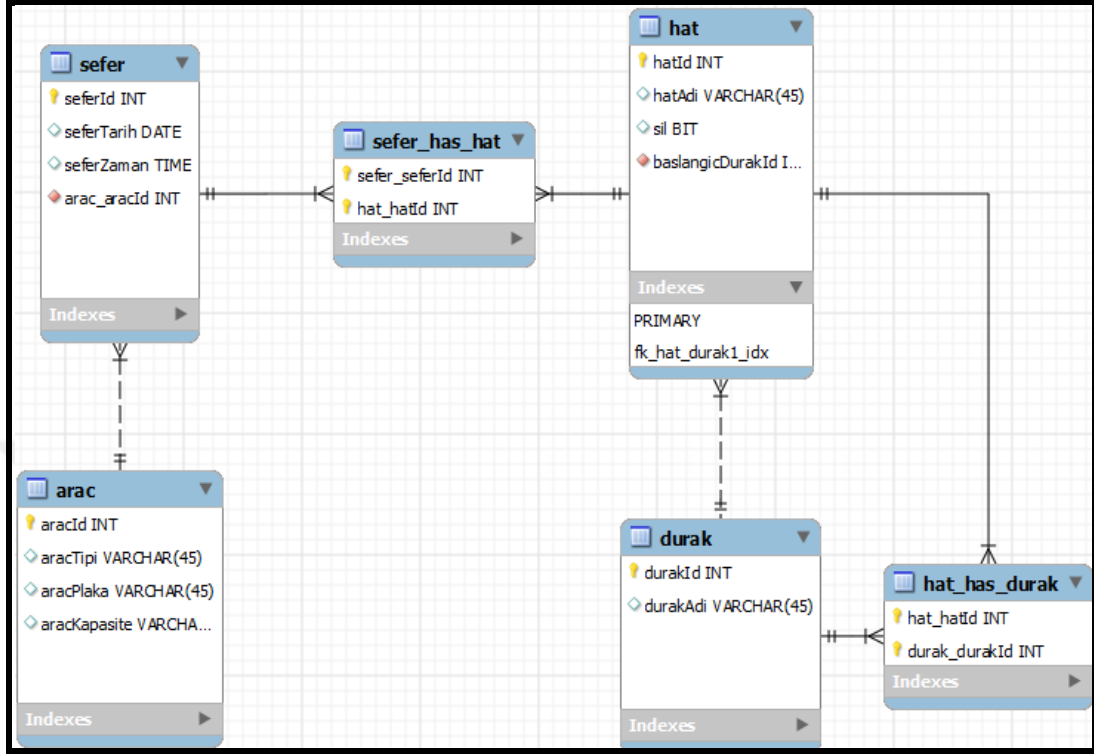 sefer
seferId INT
seferTarih DATE
seferZaman TIME
arac_aracId INT
Indexes
sefer_has_hat
sefer_seferId INT
hat_hatId INT
Indexes
hat
hatId INT
hatAdi VARCHAR(45)
sil BIT
baslangicDurakId I...
Indexes
PRIMARY
fk_hat_durak1_idx
arac
aracId INT
aracTipi VARCHAR(45)
aracPlaka VARCHAR(45)
aracKapasite VARCHA...
Indexes
durak
durakId INT
durakAdi VARCHAR(45)
Indexes
hat_has_durak
hat_hatId INT
durak_durakId INT
Indexes